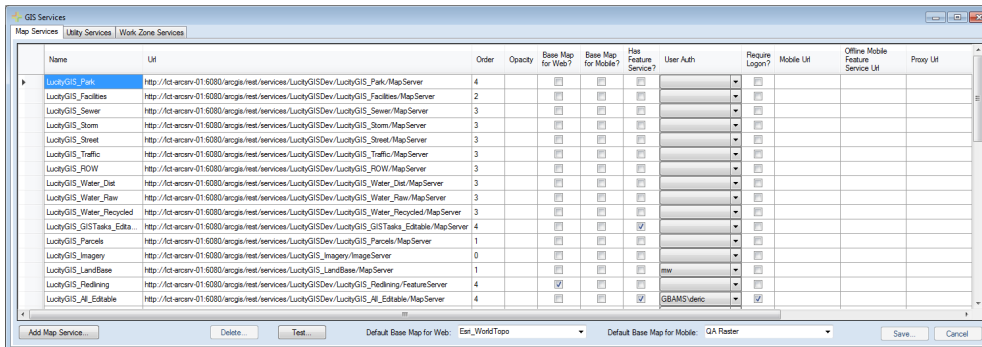 GIS Services
Map Services Utility Services Work Zone Services
Name Url Order Opacity Base Map for Web? Base Map for Mobile? Has Feature Service? User Auth Require Logon? Mobile Url Offline Mobile Feature Service Url Proxy Url
LucityGIS_Park http://lct-arcsrv-01:6080/arcgis/rest/services/LucityGISDev/LucityGIS_Park/MapServer 4
LucityGIS_Facilities http://lct-arcsrv-01:6080/arcgis/rest/services/LucityGISDev/LucityGIS_Facilities/MapServer 2
LucityGIS_Sewer http://lct-arcsrv-01:6080/arcgis/rest/services/LucityGISDev/LucityGIS_Sewer/MapServer 3
LucityGIS_Storm http://lct-arcsrv-01:6080/arcgis/rest/services/LucityGISDev/LucityGIS_Storm/MapServer 3
LucityGIS_Street http://lct-arcsrv-01:6080/arcgis/rest/services/LucityGISDev/LucityGIS_Street/MapServer 3
LucityGIS_Traffic http://lct-arcsrv-01:6080/arcgis/rest/services/LucityGISDev/LucityGIS_Traffic/MapServer 3
LucityGIS_ROW http://lct-arcsrv-01:6080/arcgis/rest/services/LucityGISDev/LucityGIS_ROW/MapServer 3
LucityGIS_Water_Dist http://lct-arcsrv-01:6080/arcgis/rest/services/LucityGISDev/LucityGIS_Water_Dist/MapServer 3
LucityGIS_Water_Raw http://lct-arcsrv-01:6080/arcgis/rest/services/LucityGISDev/LucityGIS_Water_Raw/MapServer 3
LucityGIS_Water_Recycled http://lct-arcsrv-01:6080/arcgis/rest/services/LucityGISDev/LucityGIS_Water_Recycled/MapServer 3
LucityGIS_GISTasks_Edita... http://lct-arcsrv-01:6080/arcgis/rest/services/LucityGISDev/LucityGIS_GISTasks_Editable/MapServer 4
LucityGIS_Parcels http://lct-arcsrv-01:6080/arcgis/rest/services/LucityGISDev/LucityGIS_Parcels/MapServer 1
LucityGIS_Imagery http://lct-arcsrv-01:6080/arcgis/rest/services/LucityGIS_Imagery/ImageServer 0
LucityGIS_LandBase http://lct-arcsrv-01:6080/arcgis/rest/services/LucityGISDev/LucityGIS_LandBase/MapServer 1 mw
LucityGIS_Redlining http://lct-arcsrv-01:6080/arcgis/rest/services/LucityGISDev/LucityGIS_Redlining/FeatureServer 4
LucityGIS_All_Editable http://lct-arcsrv-01:6080/arcgis/rest/services/LucityGISDev/LucityGIS_All_Editable/MapServer 4 GBAMS\deric
Add Map Service... Delete... Test... Default Base Map for Web: Esri_WorldTopo Default Base Map for Mobile: QA Raster Save... Cancel